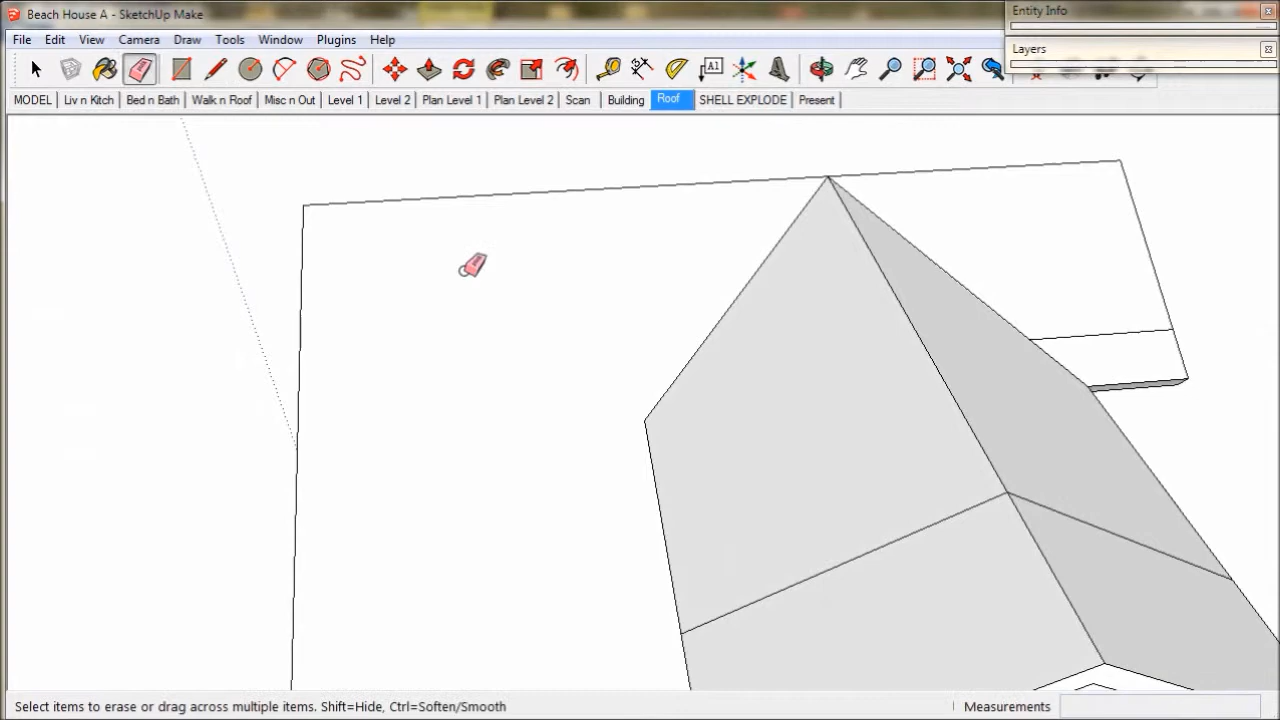 Beach House A - SketchUp Make
Entity Info
File Edit View Camera Draw Tools Window Plugins Help
Layers
A1
MODEL Liv n Kitch Bed n Bath Walk n Roof Misc n Out Level 1 Level 2 Plan Level 1 Plan Level 2 Scan Building Roof SHELL EXPLODE Present
Select items to erase or drag across multiple items. Shift=Hide, Ctrl=Soften/Smooth
Measurements